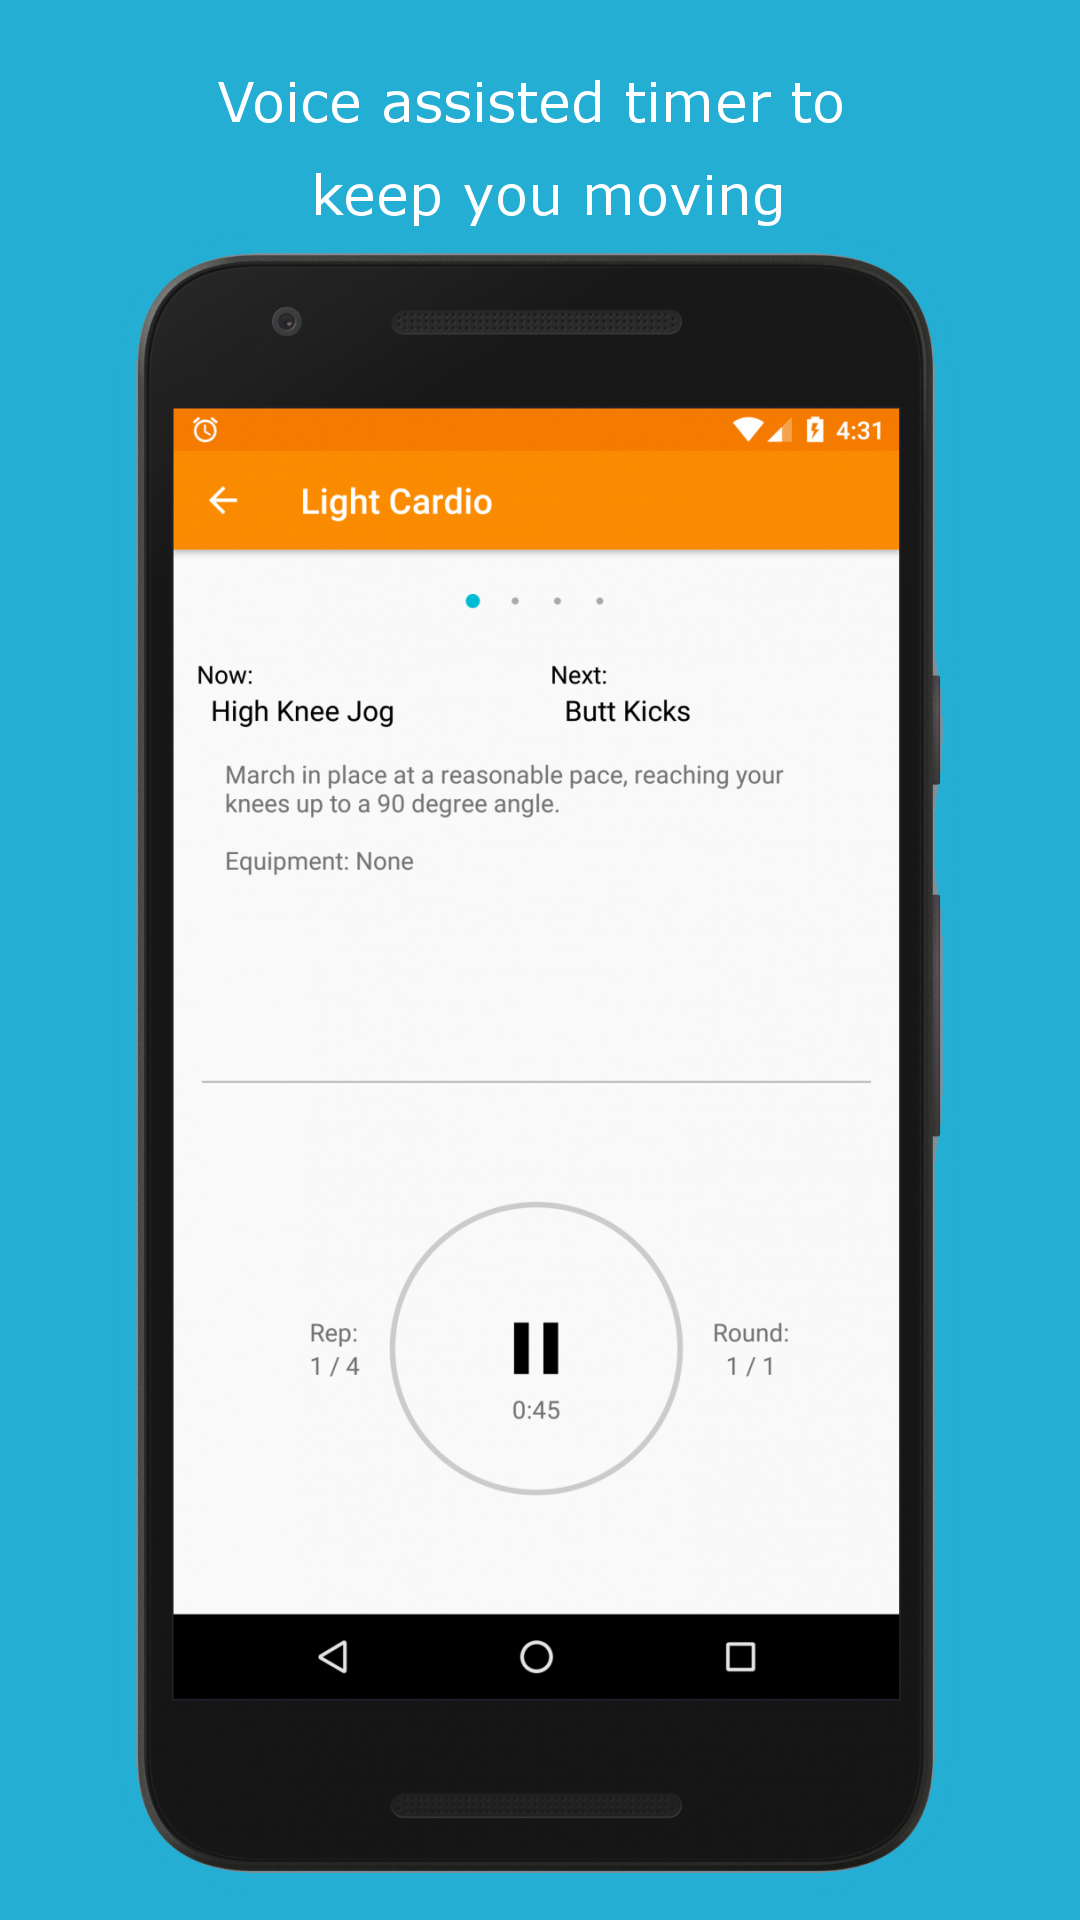 Voice assisted timer to
keep you moving
4:31
Light Cardio
Now:
High Knee Jog
Next:
Butt Kicks
March in place at a reasonable pace, reaching your
knees up to a 90 degree angle.
Equipment: None
Rep:
1 / 4
0:45
Round:
1 / 1